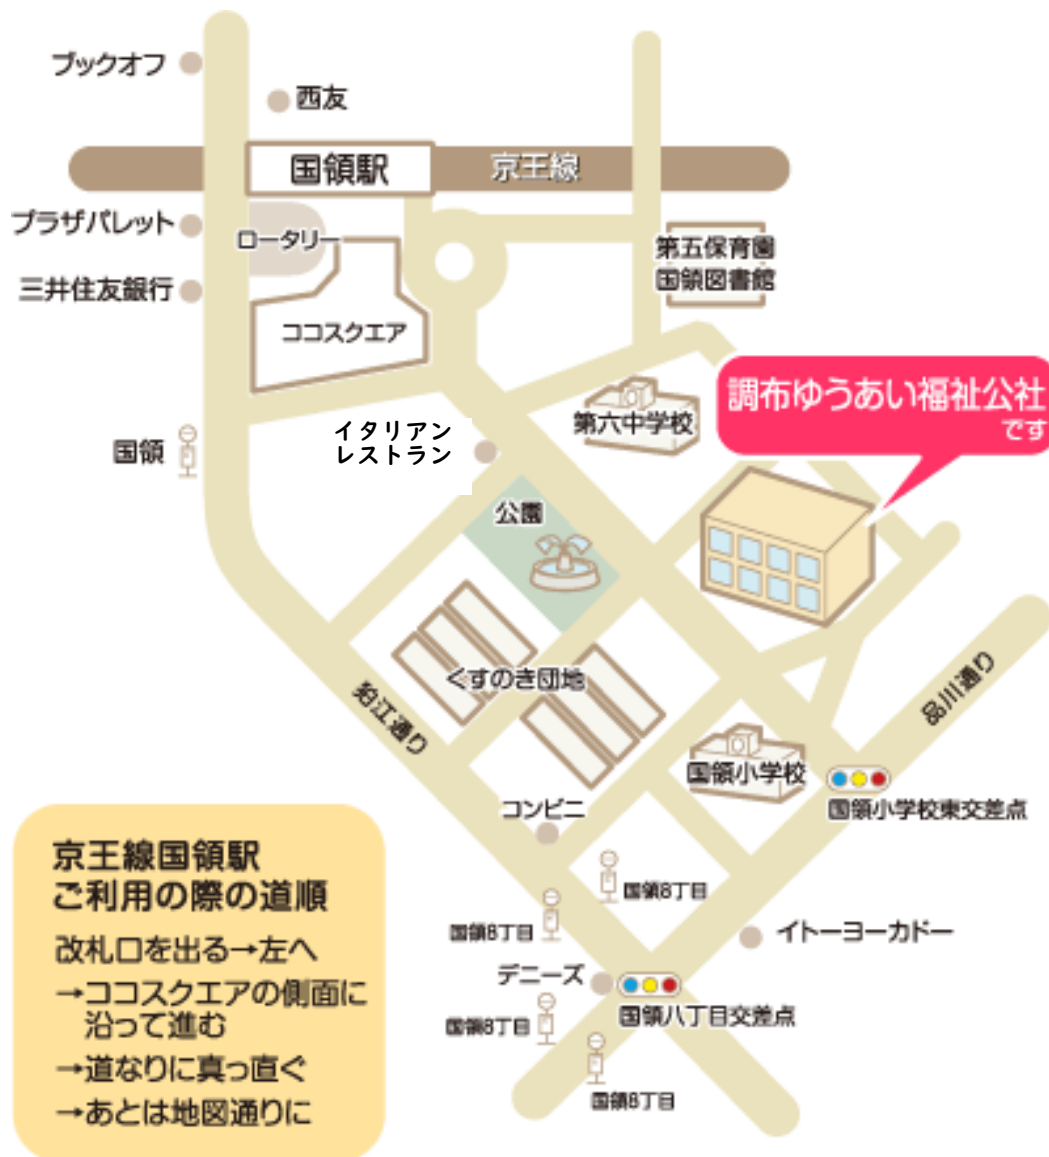 ブックオフ
西友
国領駅
京王線
プラザパレット
ロータリー
第五保育園
国領図書館
三井住友銀行
ココスクエア
調布ゆうあい福祉公社
です
第六中学校
イタリアン
レストラン
国領
公園
くすのき団地
狛江通り
品川通り
国領小学校
コンビニ
国領小学校東交差点
国領8丁目
国領8丁目
イトーヨーカドー
デニーズ
国領8丁目
国領八丁目交差点
国領8丁目
京王線国領駅
ご利用の際の道順
改札口を出る→左へ
→ココスクエアの側面に
沿って進む
→道なりに真っ直ぐ
→あとは地図通りに